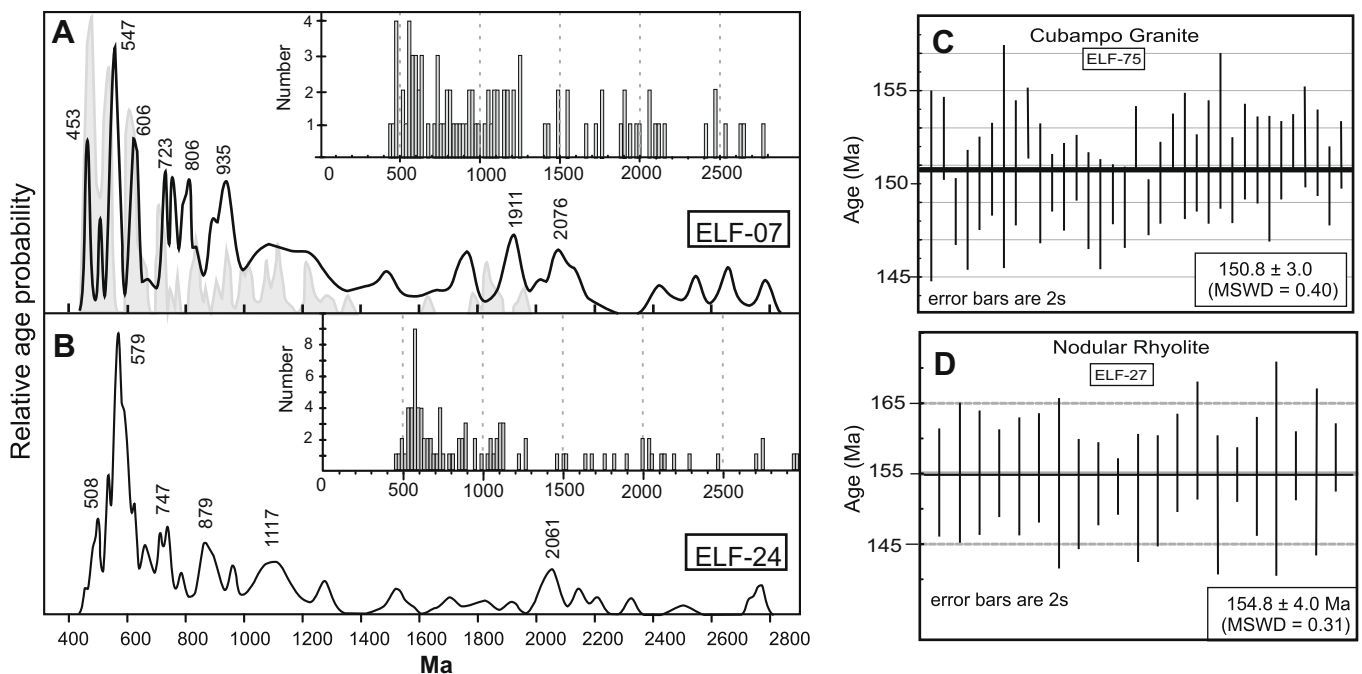 A
453
547
606
723
806
935
1911
2076
ELF-07
Number
4
3
2
1
0
500
1000
1500
2000
2500
Relative age probability
B
508
579
747
879
1117
2061
ELF-24
Number
8
6
4
2
0
500
1000
1500
2000
2500
400
600
800
1000
1200
1400
1600
1800
2000
2200
2400
2600
2800
Ma
C
Cubampo Granite
ELF-75
155
150
145
Age (Ma)
error bars are 2s
150.8 ± 3.0
(MSWD = 0.40)
D
Nodular Rhyolite
ELF-27
165
155
145
Age (Ma)
error bars are 2s
154.8 ± 4.0 Ma
(MSWD = 0.31)